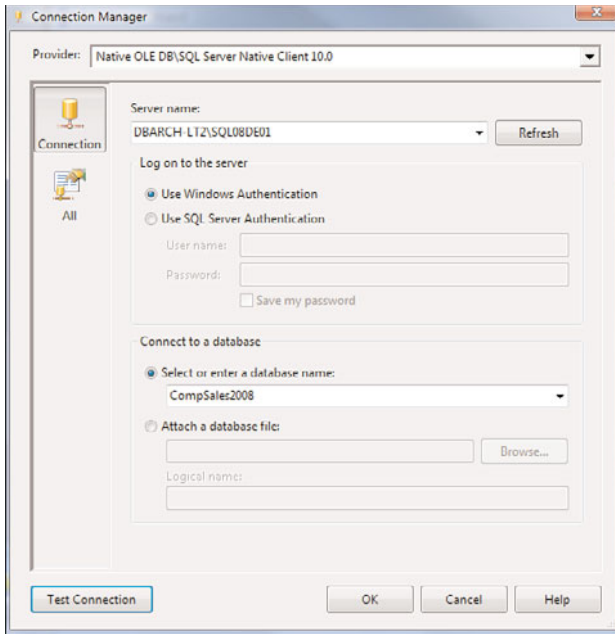 Connection Manager
Provider: Native OLE DB\SQL Server Native Client 10.0
Connection
All
Server name:
DBARCH-LT2\SQL08DE01
Refresh
Log on to the server
Use Windows Authentication
Use SQL Server Authentication
User name:
Password:
Save my password
Connect to a database
Select or enter a database name:
CompSales2008
Attach a database file:
Browse...
Logical name:
Test Connection
OK
Cancel
Help